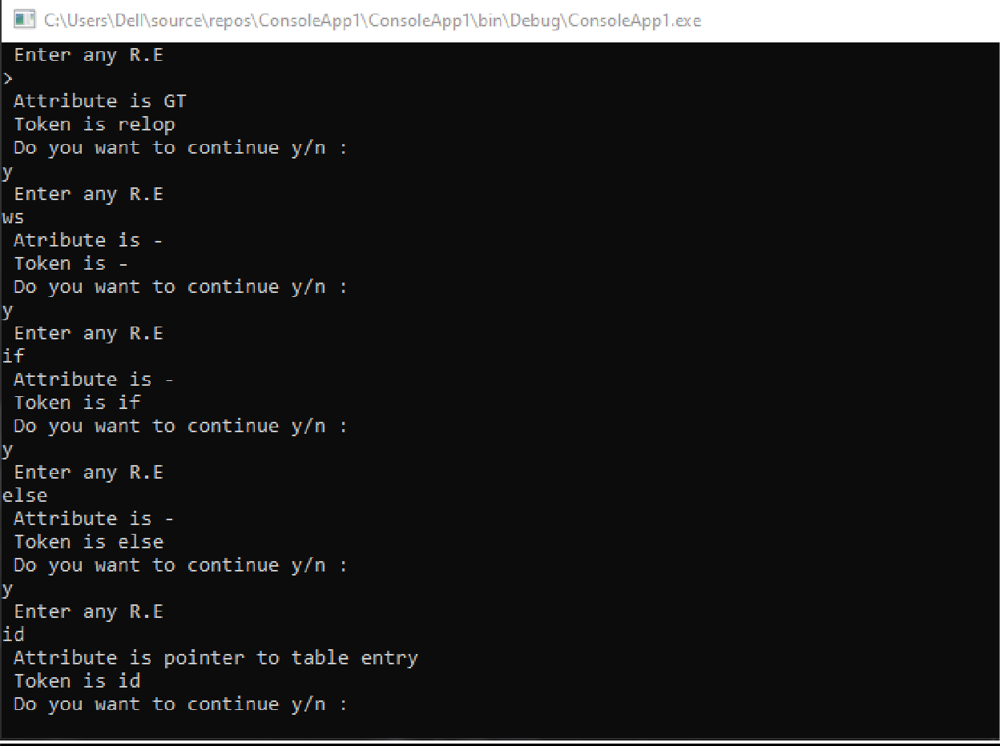 C:\Users\Dell\source\repos\ConsoleApp1\ConsoleApp1\bin\Debug\ConsoleApp1.exe
Enter any R.E
>
Attribute is GT
Token is relop
Do you want to continue y/n :
y
Enter any R.E
ws
Atribute is -
Token is -
Do you want to continue y/n :
y
Enter any R.E
if
Attribute is -
Token is if
Do you want to continue y/n :
y
Enter any R.E
else
Attribute is -
Token is else
Do you want to continue y/n :
y
Enter any R.E
id
Attribute is pointer to table entry
Token is id
Do you want to continue y/n :